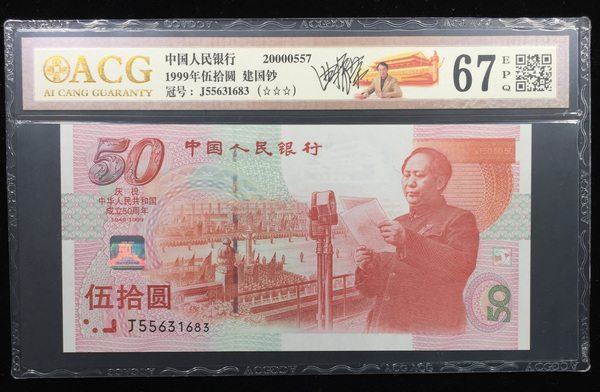 ACG
AI CANG GUARANTY
中国人民银行 20000557
1999年伍拾圆 建国钞
冠号：J55631683 (☆☆☆)
67
EPQ
50
中国人民银行
庆祝
中华人民共和国
成立50周年
1949-1999
伍拾圆
J55631683
50